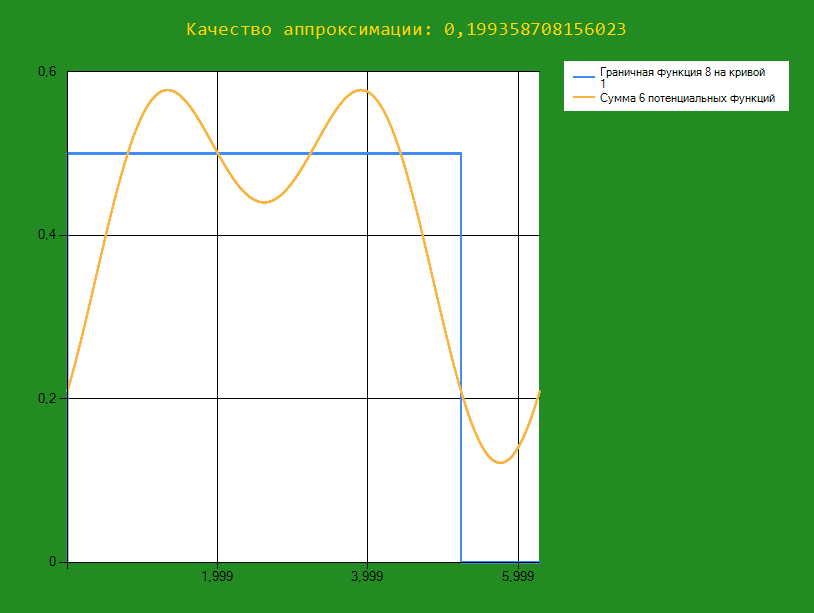 Качество аппроксимации: 0,199358708156023
0,6
0,4
0,2
0
1,999
3,999
5,999
Граничная функция 8 на кривой
1
Сумма 6 потенциальных функций